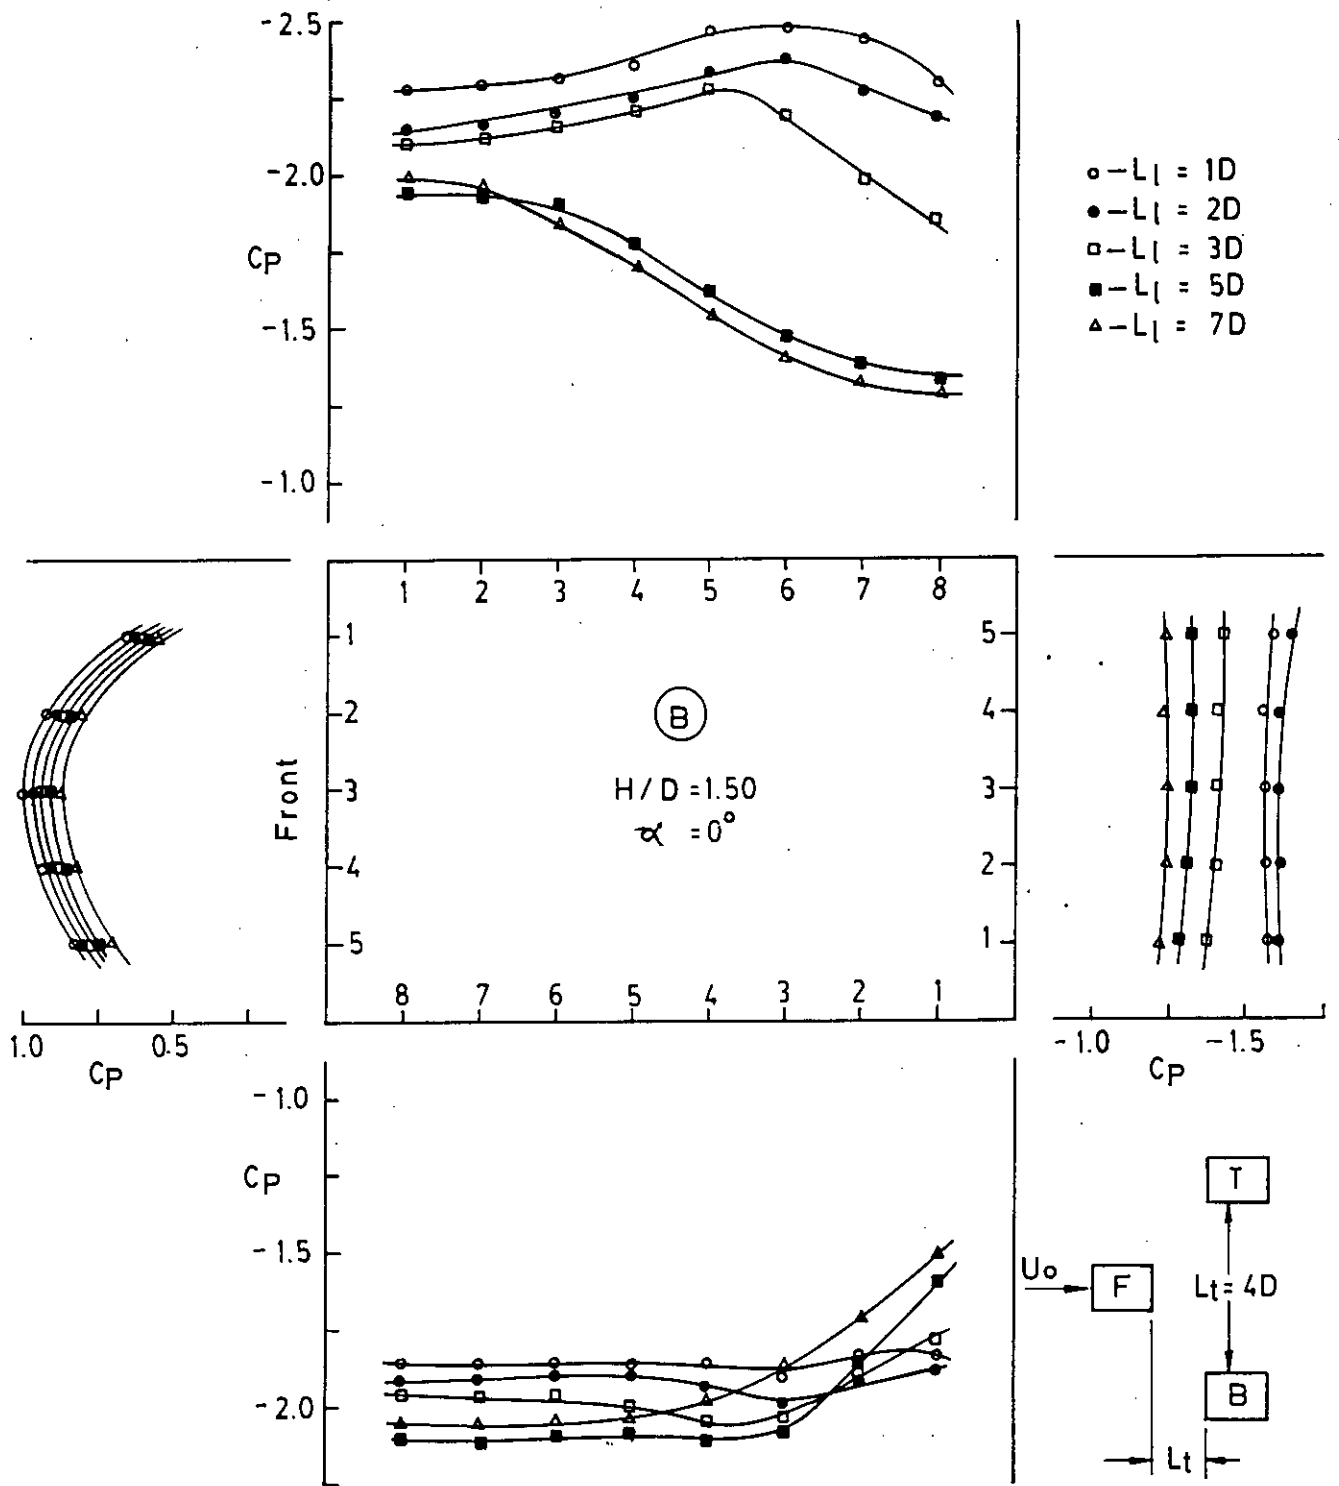 -2.5
-2.0
CP
-1.5
-1.0
o - Ll = 1D
● - Ll = 2D
□ - Ll = 3D
■ - Ll = 5D
△ - Ll = 7D
1 2 3 4 5 6 7 8
1
2
3
4
5
Front
B
H/D = 1.50
α = 0°
5
4
3
2
1
8 7 6 5 4 3 2 1
1.0 0.5
CP
-1.0 -1.5
CP
-1.0
CP
-1.5
-2.0
T
Uo
F
Lt = 4D
B
Lt